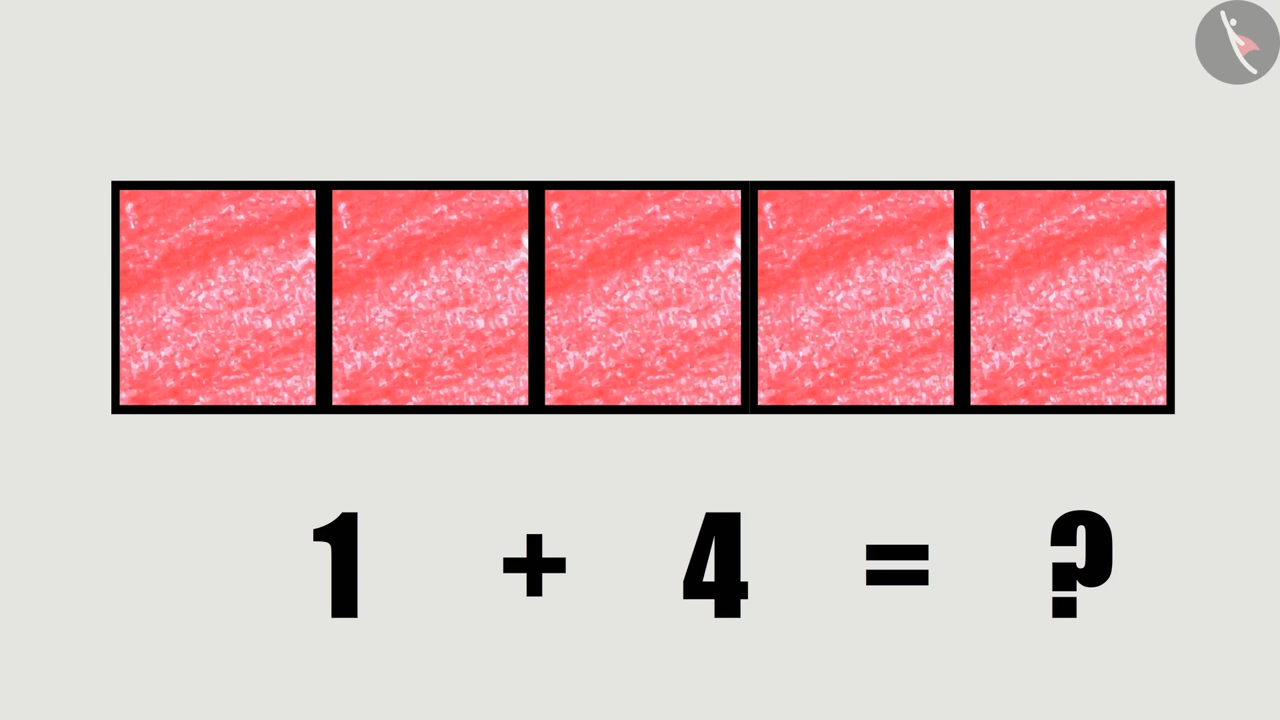 1 + 4 = ?